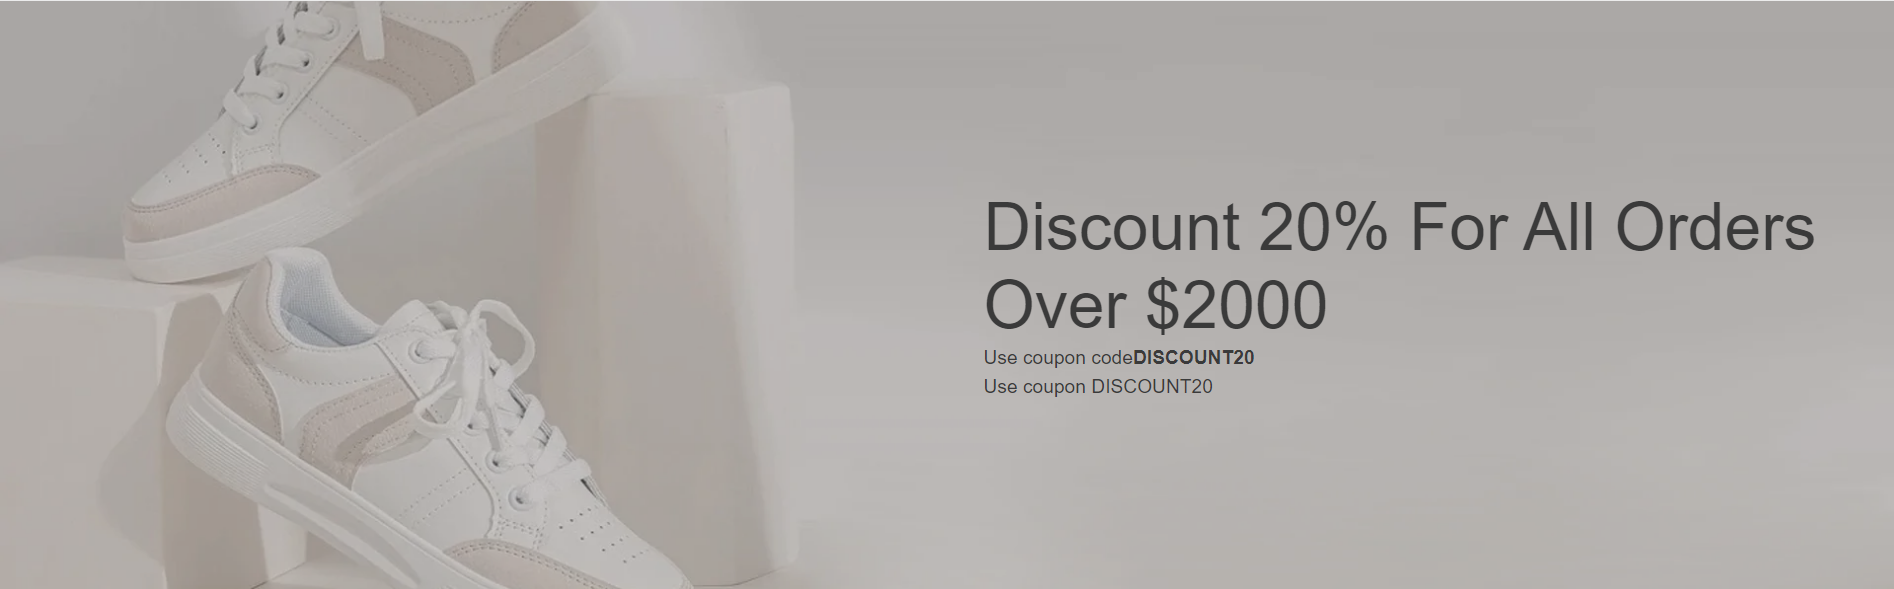 Discount 20% For All Orders
Over $2000
Use coupon codeDISCOUNT20
Use coupon DISCOUNT20